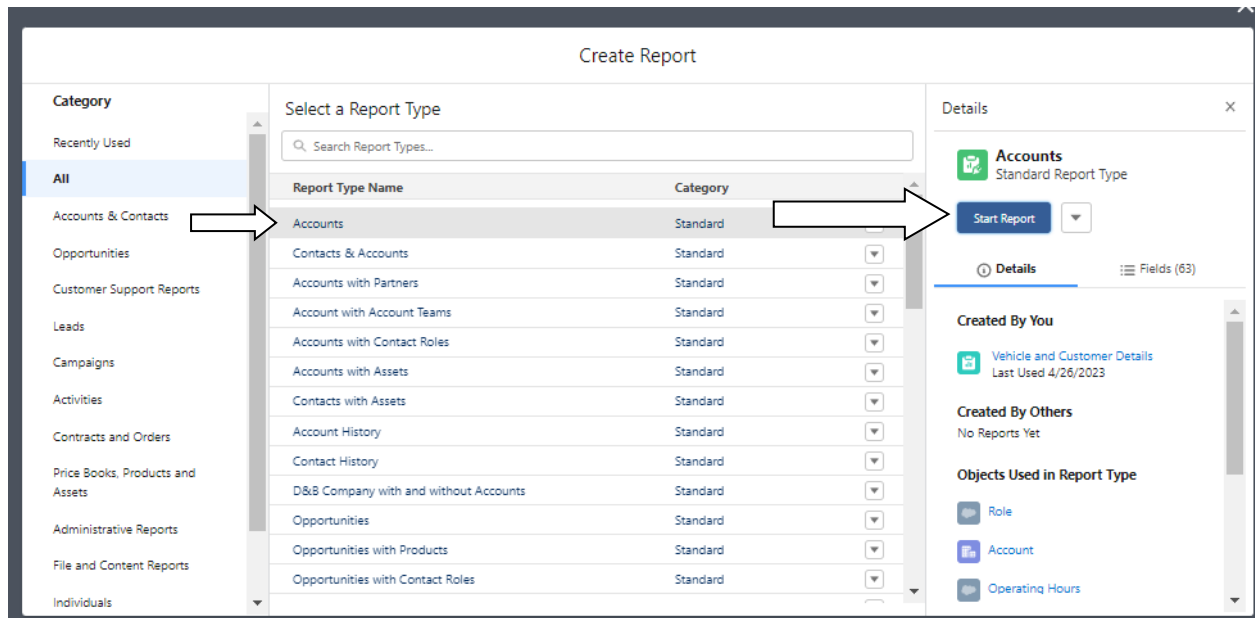 Create Report
Category
Recently Used
All
Accounts & Contacts
Opportunities
Customer Support Reports
Leads
Campaigns
Activities
Contracts and Orders
Price Books, Products and
Assets
Administrative Reports
File and Content Reports
Individuals
Select a Report Type
Search Report Types...
Report Type Name Category
Accounts Standard
Contacts & Accounts Standard
Accounts with Partners Standard
Account with Account Teams Standard
Accounts with Contact Roles Standard
Accounts with Assets Standard
Contacts with Assets Standard
Account History Standard
Contact History Standard
D&B Company with and without Accounts Standard
Opportunities Standard
Opportunities with Products Standard
Opportunities with Contact Roles Standard
Details
Accounts
Standard Report Type
Start Report
Details Fields (63)
Created By You
Vehicle and Customer Details
Last Used 4/26/2023
Created By Others
No Reports Yet
Objects Used in Report Type
Role
Account
Operating Hours